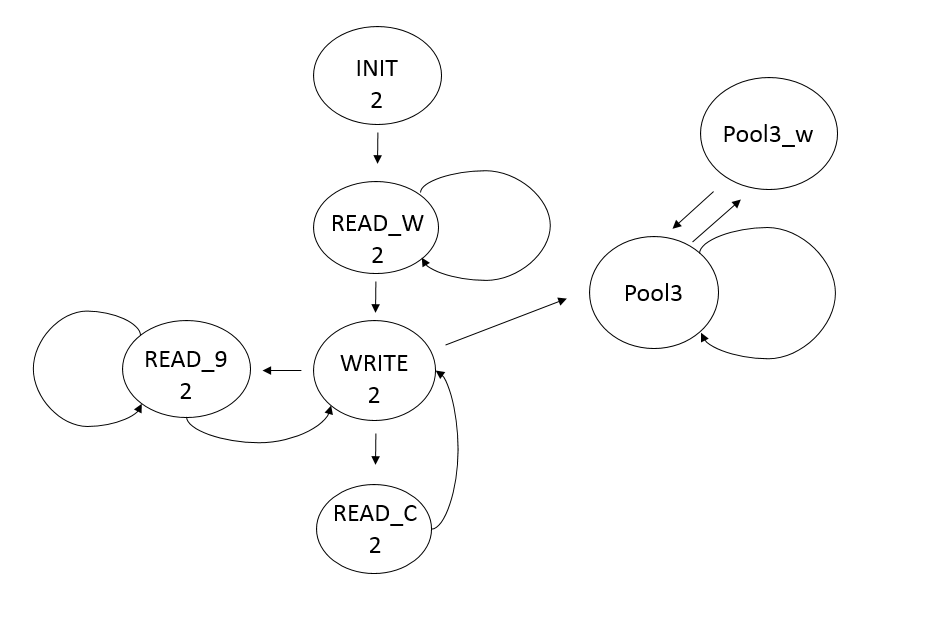 INIT
2
Pool3_w
READ_W
2
Pool3
READ_9
2
WRITE
2
READ_C
2